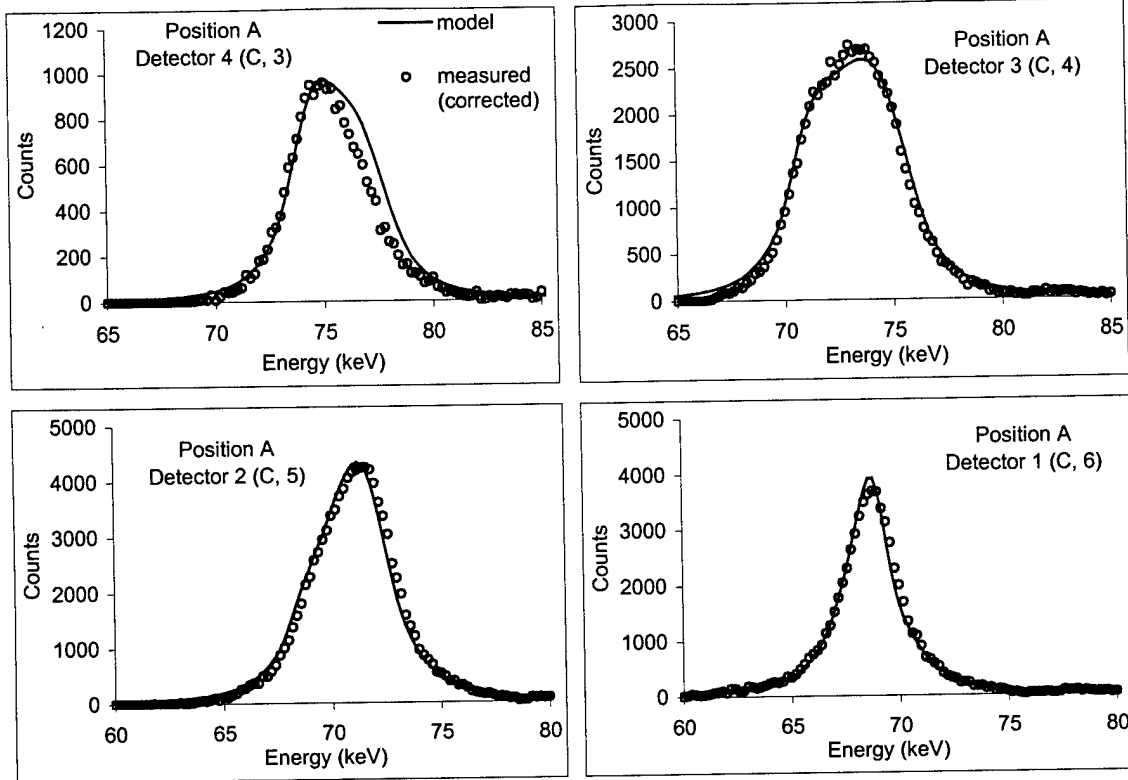 Position A
Detector 4 (C, 3)
model
measured
(corrected)
Counts
1200
1000
800
600
400
200
0
65
70
75
80
85
Energy (keV)
Position A
Detector 3 (C, 4)
Counts
3000
2500
2000
1500
1000
500
0
65
70
75
80
85
Energy (keV)
Position A
Detector 2 (C, 5)
Counts
5000
4000
3000
2000
1000
0
60
65
70
75
80
Energy (keV)
Position A
Detector 1 (C, 6)
Counts
5000
4000
3000
2000
1000
0
60
65
70
75
80
Energy (keV)